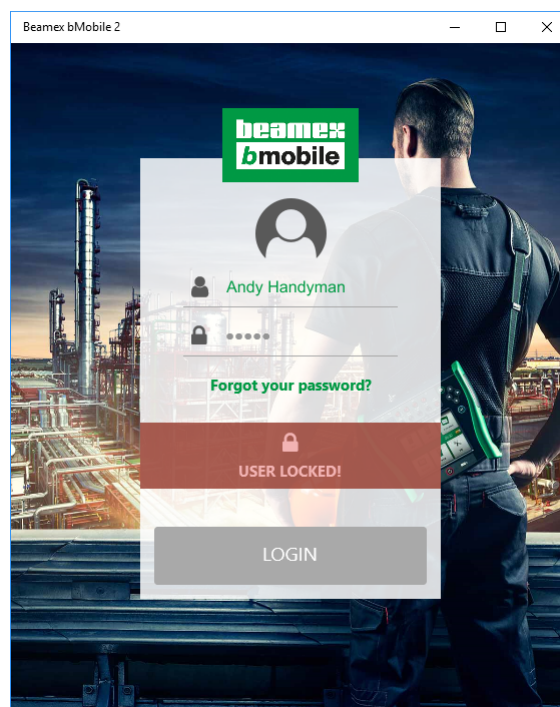 Beamex bMobile 2
beamex
bmobile
Andy Handyman
Forgot your password?
USER LOCKED!
LOGIN